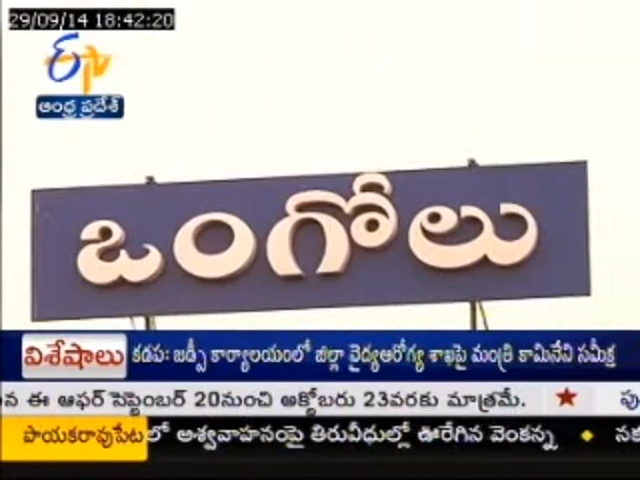 29/09/14 18:42:20
etv
ఆంధ్ర ప్రదేశ్
ఒంగోలు
విశేషాలు కడప: జడ్పీ కార్యాలయంలో జిల్లా వైద్యఆరోగ్య శాఖపై మంత్రి కామినేని సమీక్ష
ఈ ఆఫర్ సెప్టెంబర్ 20నుంచి అక్టోబరు 23వరకు మాత్రమే.
పాయకరావుపేటలో అశ్వవాహనంపై తిరువీధుల్లో ఊరేగిన వెంకన్న